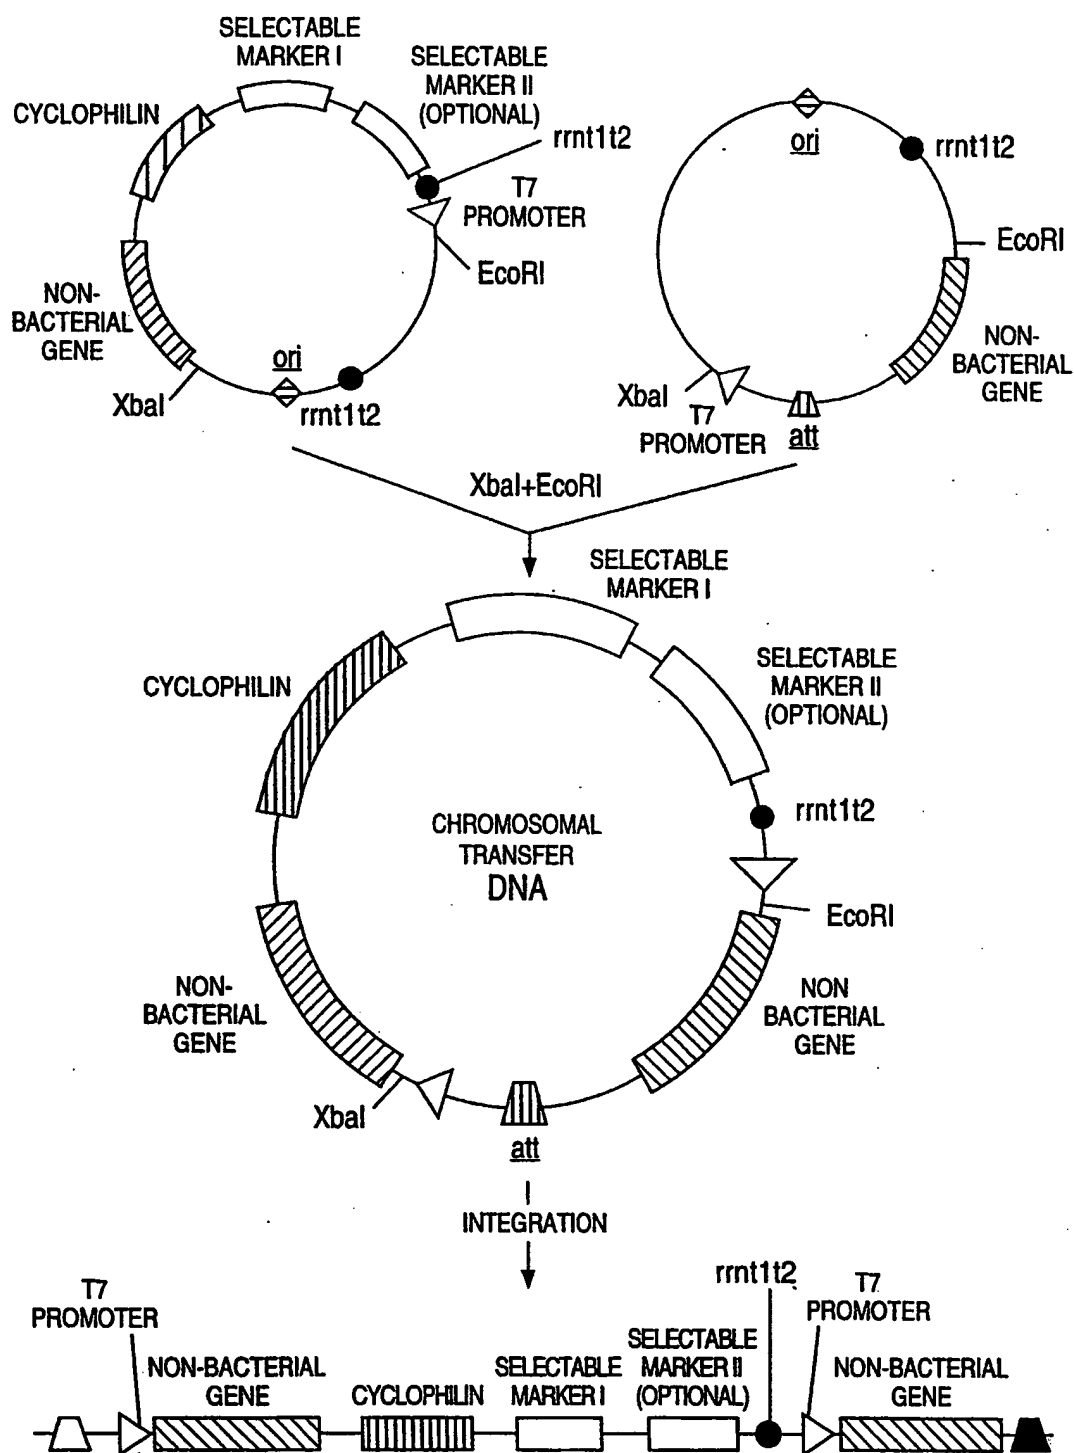 SELECTABLE
MARKER I
SELECTABLE
MARKER II
(OPTIONAL)
CYCLOPHILIN
rrnt1t2
T7
PROMOTER
EcoRI
NON-
BACTERIAL
GENE
XbaI
ori
rrnt1t2
ori
rrnt1t2
EcoRI
NON-
BACTERIAL
GENE
XbaI
T7
PROMOTER
att
XbaI+EcoRI
SELECTABLE
MARKER I
SELECTABLE
MARKER II
(OPTIONAL)
CYCLOPHILIN
rrnt1t2
CHROMOSOMAL
TRANSFER
DNA
EcoRI
NON-
BACTERIAL
GENE
NON
BACTERIAL
GENE
XbaI
att
INTEGRATION
T7
PROMOTER
NON-BACTERIAL
GENE
CYCLOPHILIN
SELECTABLE
MARKER I
SELECTABLE
MARKER II
(OPTIONAL)
rrnt1t2
T7
PROMOTER
NON-BACTERIAL
GENE